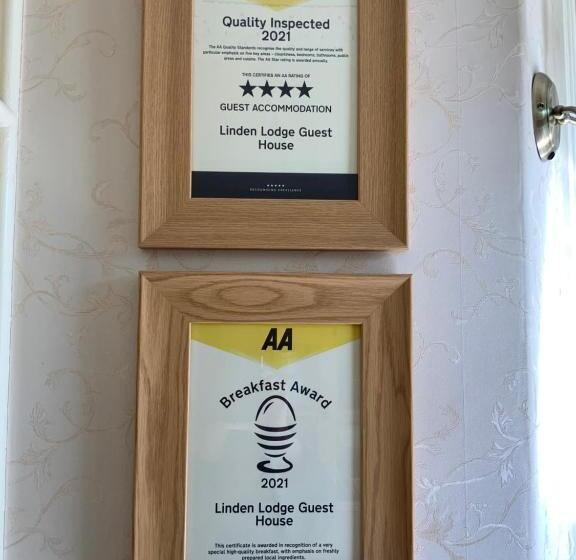 Quality Inspected
2021
The AA Quality Standards recognise the quality and range of services with
particular emphasis on five key areas – cleanliness, bedrooms, bathrooms, public
areas and cuisine. The AA Star rating is awarded annually.
THIS CERTIFIES AN AA RATING OF
GUEST ACCOMMODATION
Linden Lodge Guest
House
RECOGNISING EXCELLENCE
AA
Breakfast Award
2021
Linden Lodge Guest
House
This certificate is awarded in recognition of a very
special high-quality breakfast, with emphasis on freshly
prepared local ingredients.